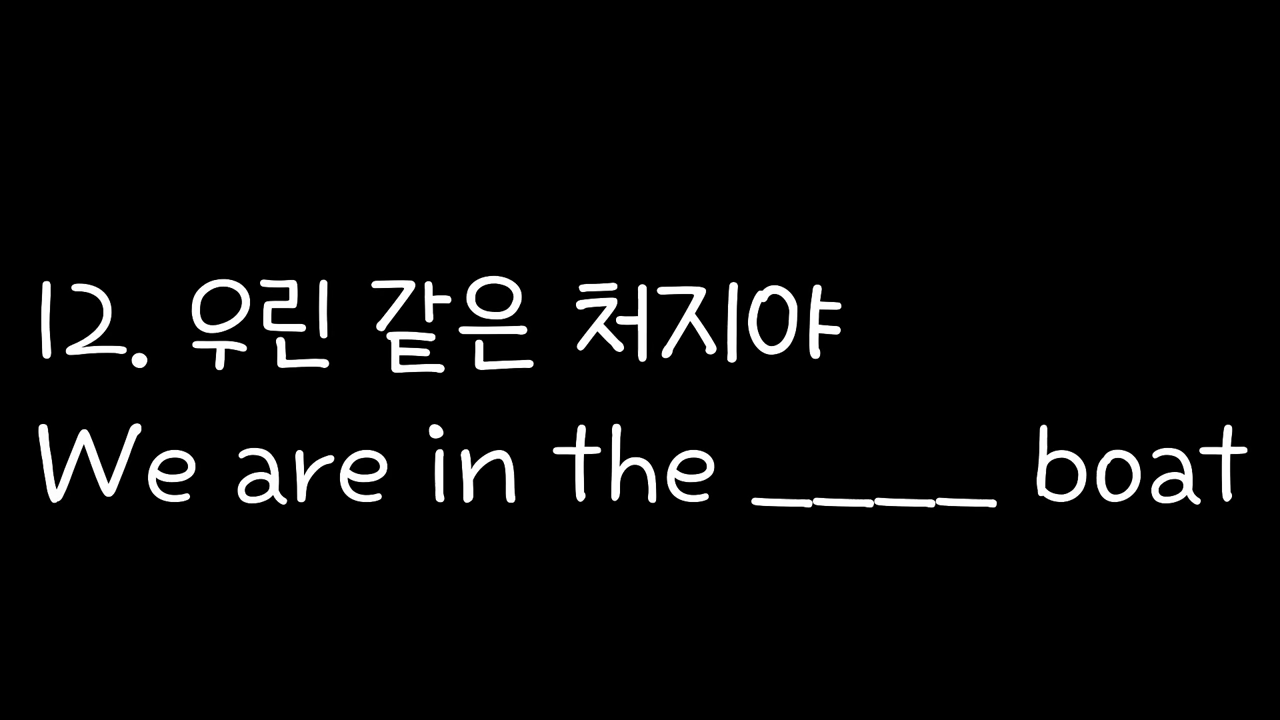 12. 우린 같은 처지야
We are in the ____ boat